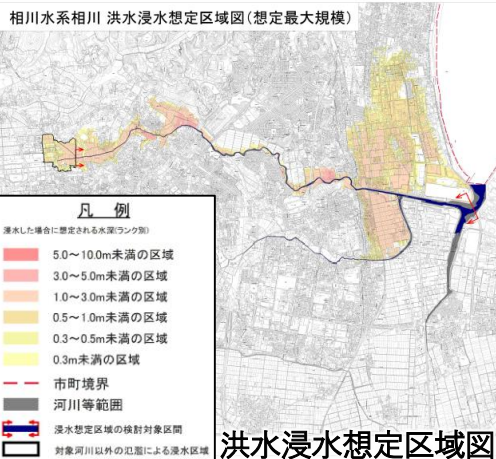 相川水系相川 洪水浸水想定区域図(想定最大規模)
凡　例
浸水した場合に想定される水深(ランク別)
5.0～10.0m未満の区域
3.0～5.0m未満の区域
1.0～3.0m未満の区域
0.5～1.0m未満の区域
0.3～0.5m未満の区域
0.3m未満の区域
市町境界
河川等範囲
浸水想定区域の検討対象区間
対象河川以外の氾濫による浸水区域
洪水浸水想定区域図